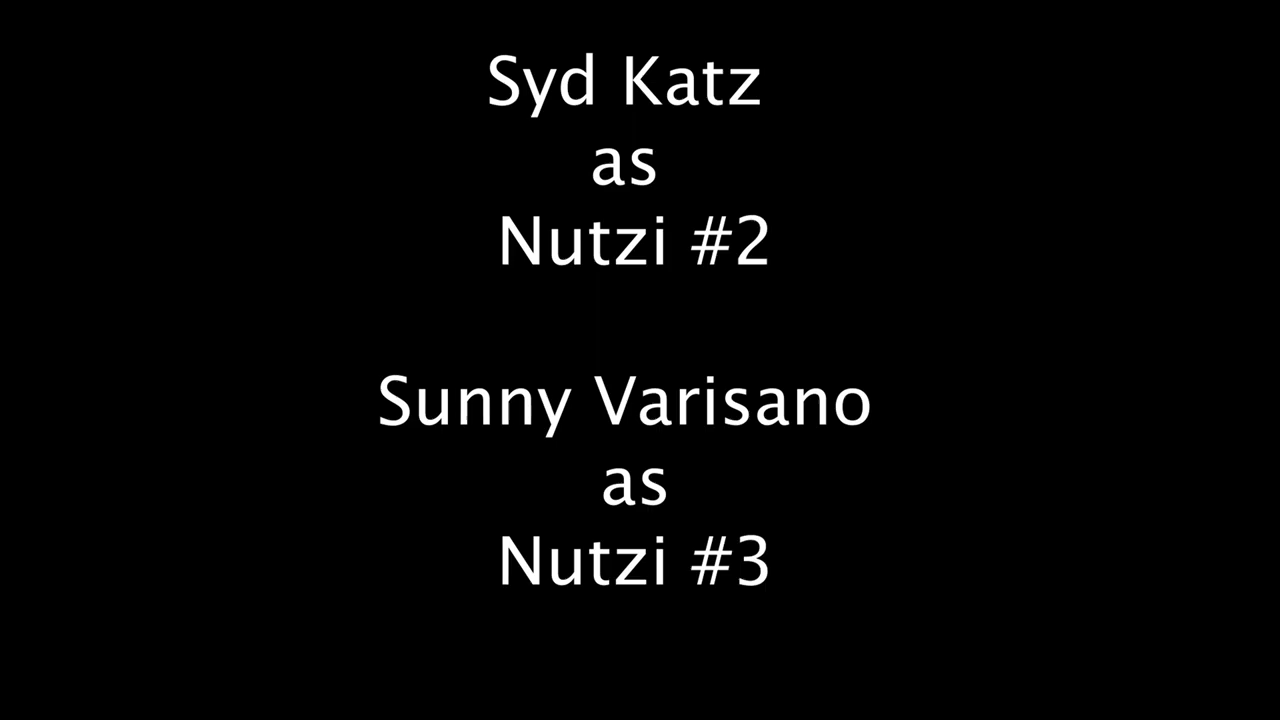 Syd Katz
as
Nutzi #2
Sunny Varisano
as
Nutzi #3